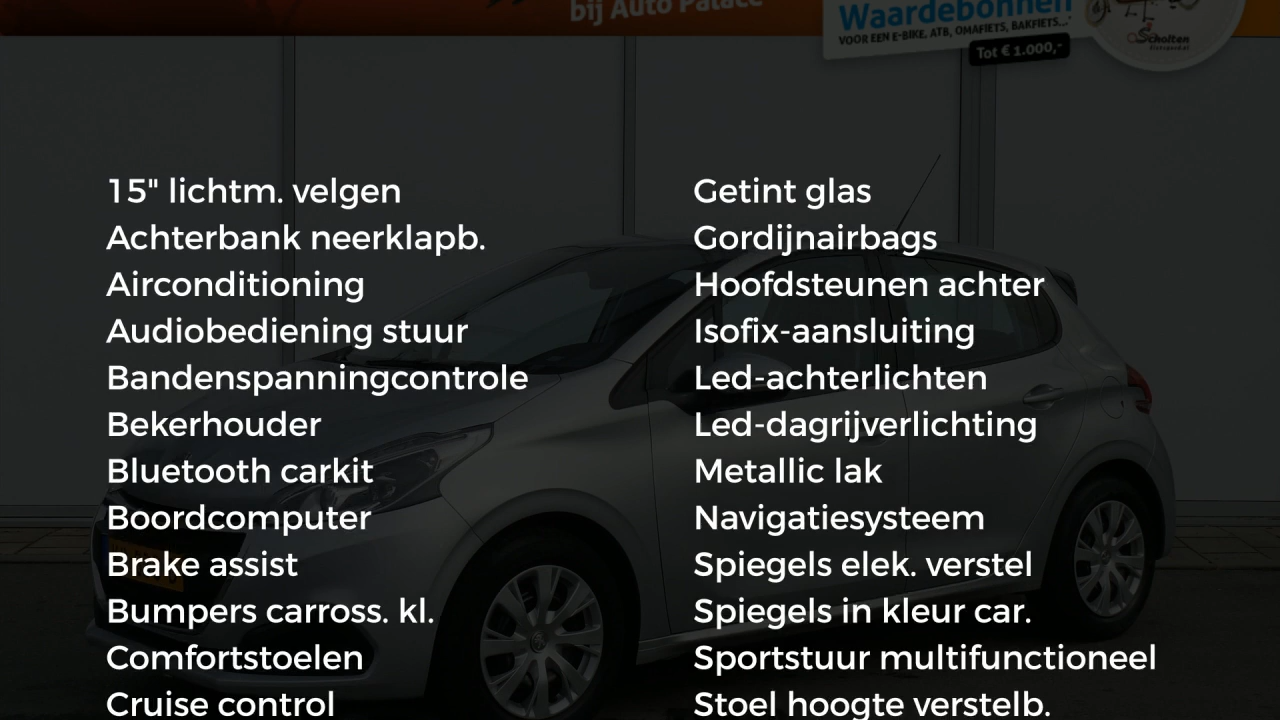 bij Auto Palace
Waardebonnen
VOOR EEN E-BIKE, ATB, OMAFIETS, BAKFIETS...*
Tot € 1.000,-
Scholten
15" lichtm. velgen
Achterbank neerklapb.
Airconditioning
Audiobediening stuur
Bandenspanningcontrole
Bekerhouder
Bluetooth carkit
Boordcomputer
Brake assist
Bumpers carross. kl.
Comfortstoelen
Cruise control
Getint glas
Gordijnairbags
Hoofdsteunen achter
Isofix-aansluiting
Led-achterlichten
Led-dagrijverlichting
Metallic lak
Navigatiesysteem
Spiegels elek. verstel
Spiegels in kleur car.
Sportstuur multifunctioneel
Stoel hoogte verstelb.